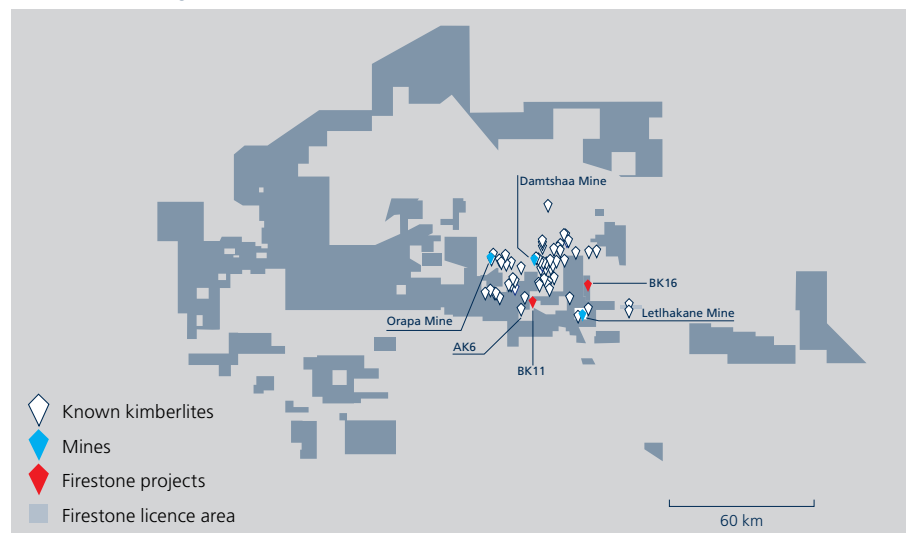 Damtshaa Mine
BK16
Letlhakane Mine
Orapa Mine
AK6
BK11
Known kimberlites
Mines
Firestone projects
Firestone licence area
60 km